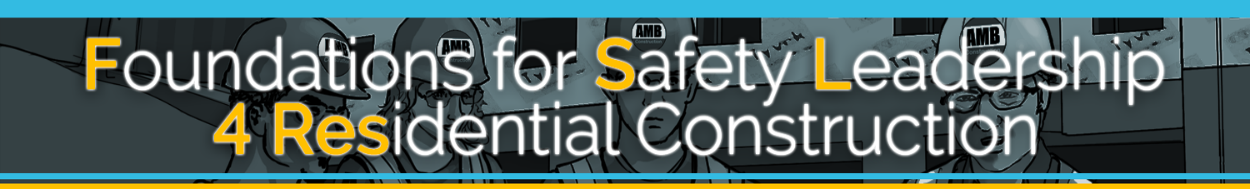 AMB AMB AMB
Foundations for Safety Leadership
4 Residential Construction